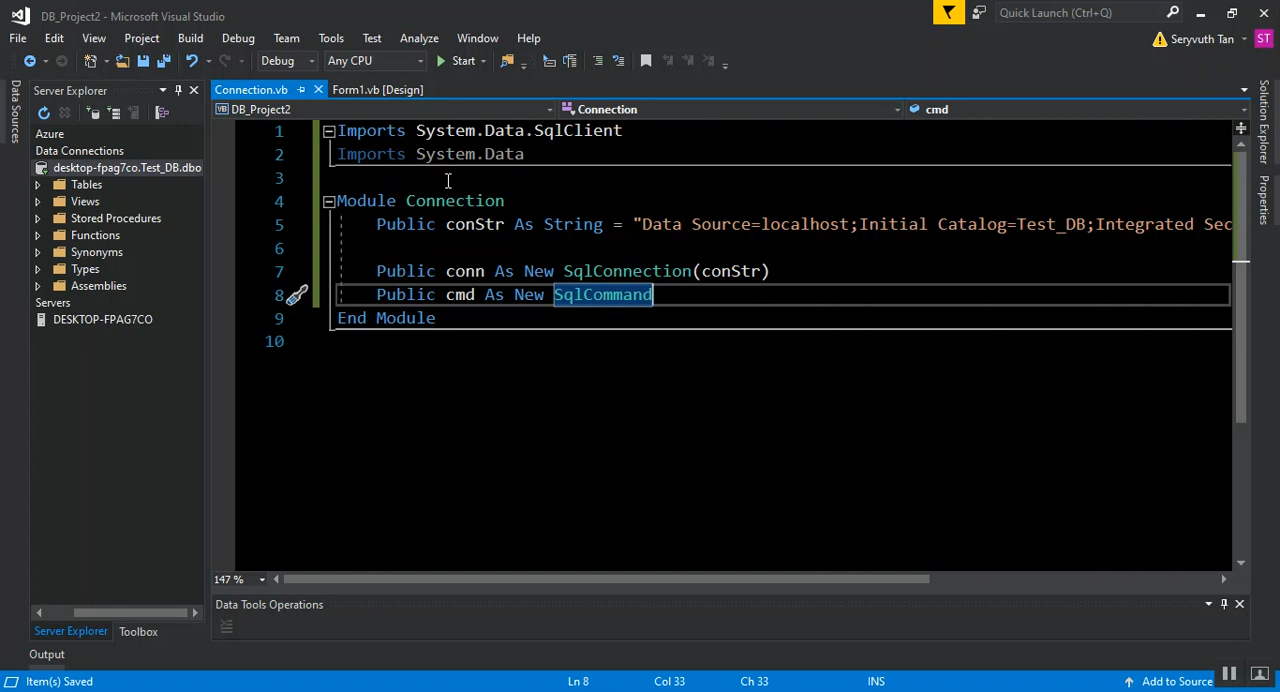 DB_Project2 - Microsoft Visual Studio
Quick Launch (Ctrl+Q)
File Edit View Project Build Debug Team Tools Test Analyze Window Help
Seryvuth Tan ST
Debug Any CPU Start
Data Sources
Server Explorer
Azure
Data Connections
desktop-fpag7co.Test_DB.dbo
Tables
Views
Stored Procedures
Functions
Synonyms
Types
Assemblies
Servers
DESKTOP-FPAG7CO
Server Explorer Toolbox
Connection.vb Form1.vb [Design]
VB DB_Project2 Connection cmd
1 Imports System.Data.SqlClient
2 Imports System.Data
3
4 Module Connection
5 Public conStr As String = "Data Source=localhost;Initial Catalog=Test_DB;Integrated Sec
6
7 Public conn As New SqlConnection(conStr)
8 Public cmd As New SqlCommand
9 End Module
10
147 %
Data Tools Operations
Solution Explorer
Properties
Output
Item(s) Saved Ln 8 Col 33 Ch 33 INS Add to Source